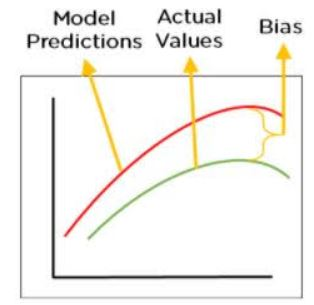 Model
Predictions
Actual
Values
Bias